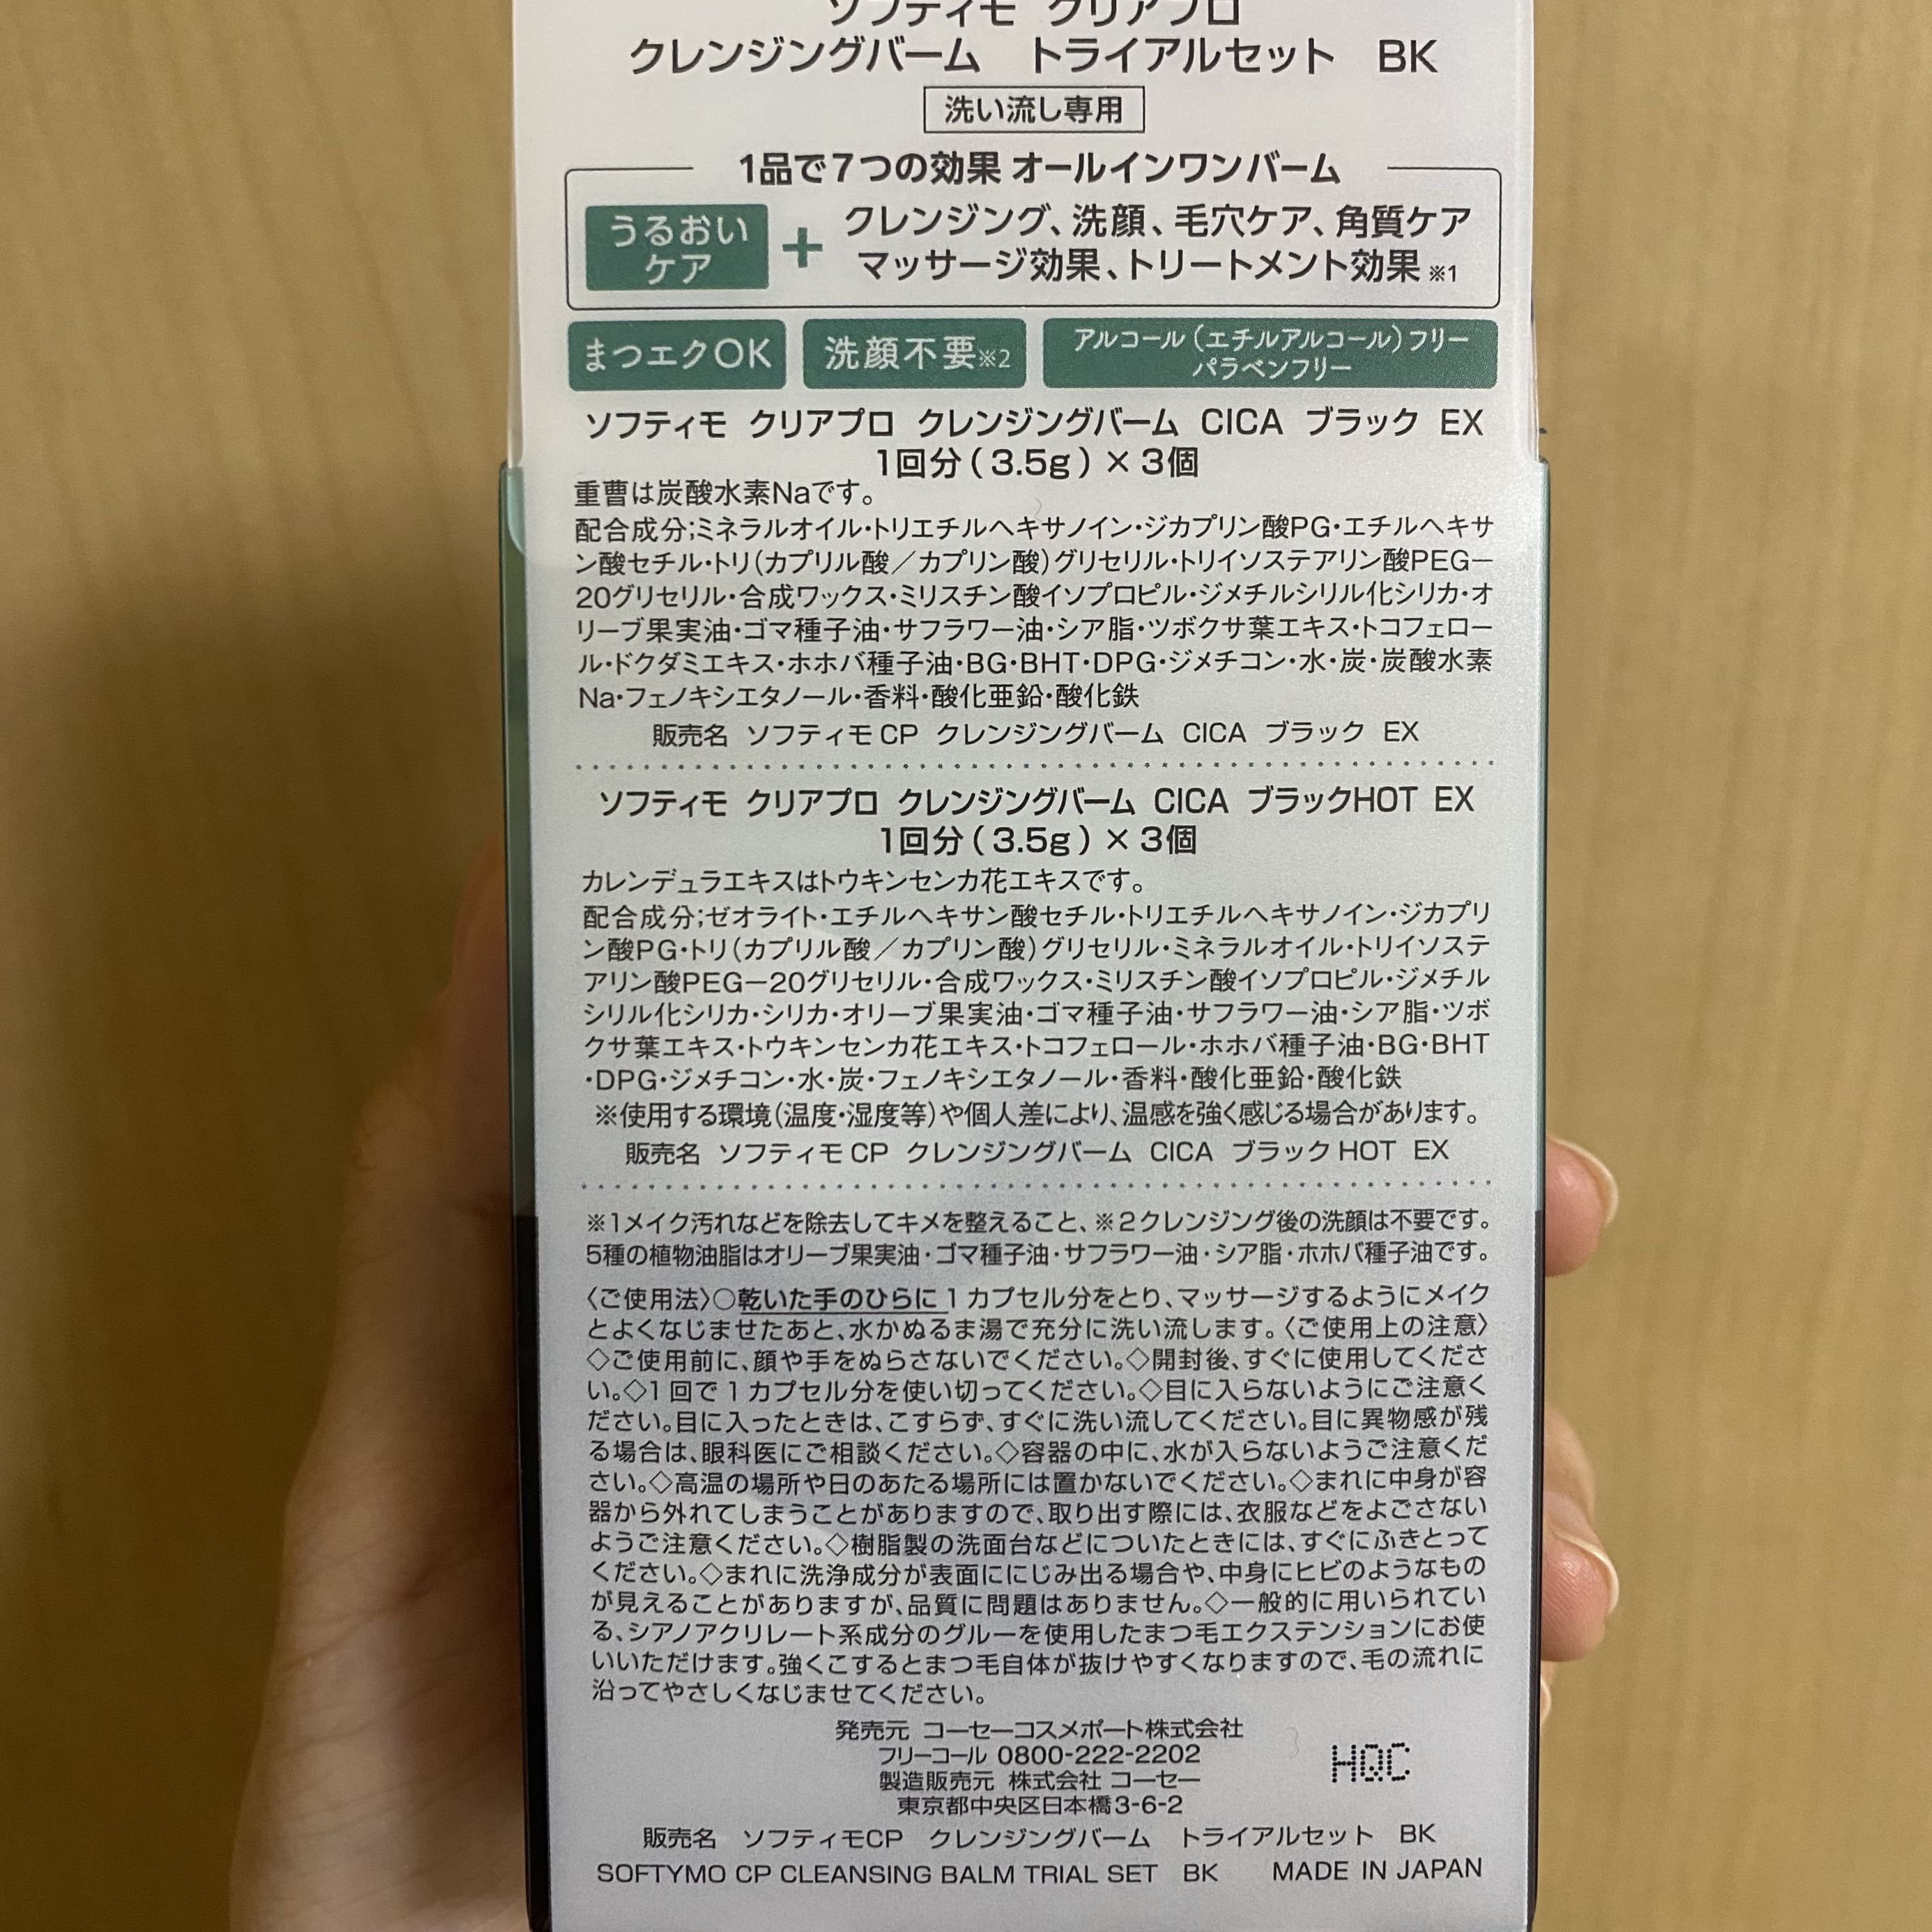 ソフティモ クリアプロ
クレンジングバーム トライアルセット BK
洗い流し専用
1品で7つの効果 オールインワンバーム
うるおい
ケア
+
クレンジング、洗顔、毛穴ケア、角質ケア
マッサージ効果、トリートメント効果※1
まつエクOK
洗顔不要※2
アルコール(エチルアルコール)フリー
パラベンフリー
ソフティモ クリアプロ クレンジングバーム CICA ブラック EX
1回分(3.5g)×3個
重曹は炭酸水素Naです。
配合成分;ミネラルオイル・トリエチルヘキサノイン・ジカプリン酸PG・エチルヘキサ
ン酸セチル・トリ(カプリル酸/カプリン酸)グリセリル・トリイソステアリン酸PEG-
20グリセリル・合成ワックス・ミリスチン酸イソプロピル・ジメチルシリル化シリカ・オ
リーブ果実油・ゴマ種子油・サフラワー油・シア脂・ツボクサ葉エキス・トコフェロー
ル・ドクダミエキス・ホホバ種子油・BG・BHT・DPG・ジメチコン・水・炭・炭酸水素
Na・フェノキシエタノール・香料・酸化亜鉛・酸化鉄
販売名 ソフティモCP クレンジングバーム CICA ブラック EX
ソフティモ クリアプロ クレンジングバーム CICA ブラックHOT EX
1回分(3.5g)×3個
カレンデュラエキスはトウキンセンカ花エキスです。
配合成分;ゼオライト・エチルヘキサン酸セチル・トリエチルヘキサノイン・ジカプリ
ン酸PG・トリ(カプリル酸/カプリン酸)グリセリル・ミネラルオイル・トリイソステ
アリン酸PEG-20グリセリル・合成ワックス・ミリスチン酸イソプロピル・ジメチル
シリル化シリカ・シリカ・オリーブ果実油・ゴマ種子油・サフラワー油・シア脂・ツボ
クサ葉エキス・トウキンセンカ花エキス・トコフェロール・ホホバ種子油・BG・BHT
・DPG・ジメチコン・水・炭・フェノキシエタノール・香料・酸化亜鉛・酸化鉄
※使用する環境(温度・湿度等)や個人差により、温感を強く感じる場合があります。
販売名 ソフティモCP クレンジングバーム CICA ブラックHOT EX
※1メイク汚れなどを除去してキメを整えること、※2クレンジング後の洗顔は不要です。
5種の植物油脂はオリーブ果実油・ゴマ種子油・サフラワー油・シア脂・ホホバ種子油です。
〈ご使用法〉○乾いた手のひらに1カプセル分をとり、マッサージするようにメイク
とよくなじませたあと、水かぬるま湯で充分に洗い流します。〈ご使用上の注意〉
◇ご使用前に、顔や手をぬらさないでください。◇開封後、すぐに使用してくださ
い。◇1回で1カプセル分を使い切ってください。◇目に入らないようにご注意く
ださい。目に入ったときは、こすらず、すぐに洗い流してください。目に異物感が残
る場合は、眼科医にご相談ください。◇容器の中に、水が入らないようご注意くだ
さい。◇高温の場所や日のあたる場所には置かないでください。◇まれに中身が容
器から外れてしまうことがありますので、取り出す際には、衣服などをよごさない
ようご注意ください。◇樹脂製の洗面台などについたときには、すぐにふきとって
ください。◇まれに洗浄成分が表面ににじみ出る場合や、中身にヒビのようなもの
が見えることがありますが、品質に問題はありません。◇一般的に用いられてい
る、シアノアクリレート系成分のグルーを使用したまつ毛エクステンションにお使
いいただけます。強くこするとまつ毛自体が抜けやすくなりますので、毛の流れに
沿ってやさしくなじませてください。
発売元 コーセーコスメポート株式会社
フリーコール 0800-222-2202
製造販売元 株式会社 コーセー
東京都中央区日本橋3-6-2
HQC
販売名 ソフティモCP クレンジングバーム トライアルセット BK
SOFTYMO CP CLEANSING BALM TRIAL SET BK MADE IN JAPAN